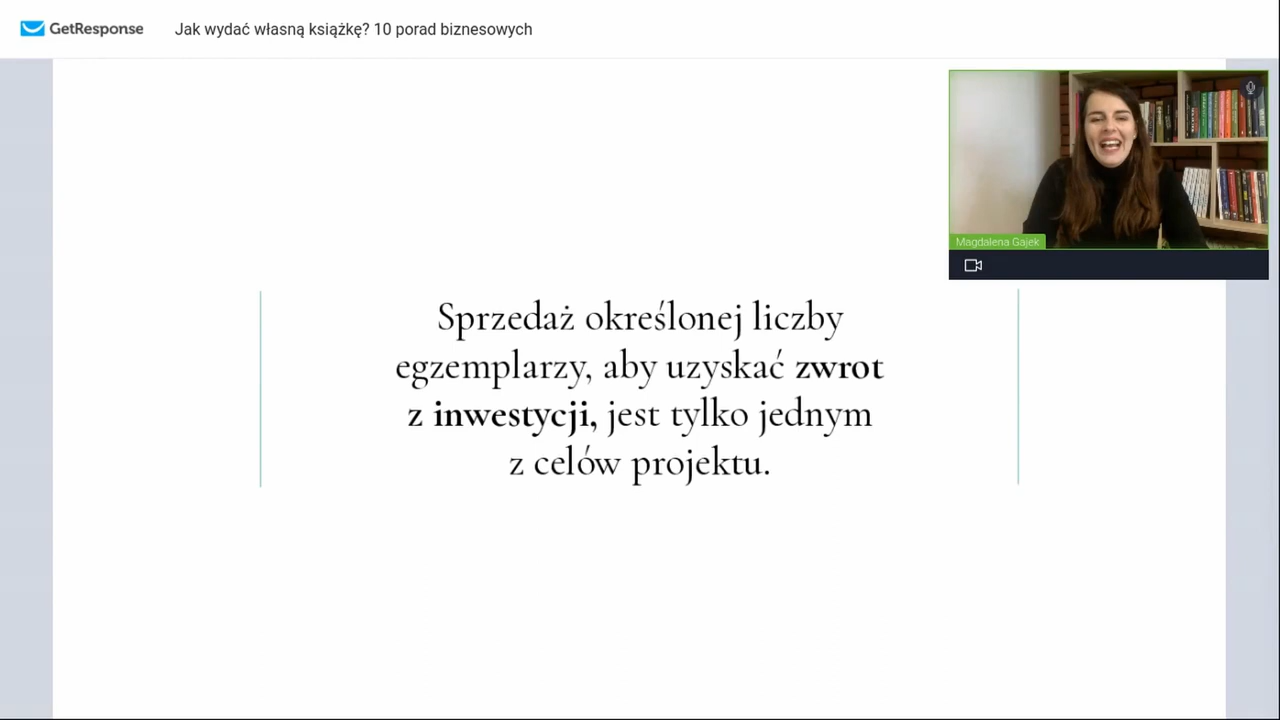 GetResponse
Jak wydać własną książkę? 10 porad biznesowych
Magdalena Gajek
Sprzedaż określonej liczby
egzemplarzy, aby uzyskać zwrot
z inwestycji, jest tylko jednym
z celów projektu.